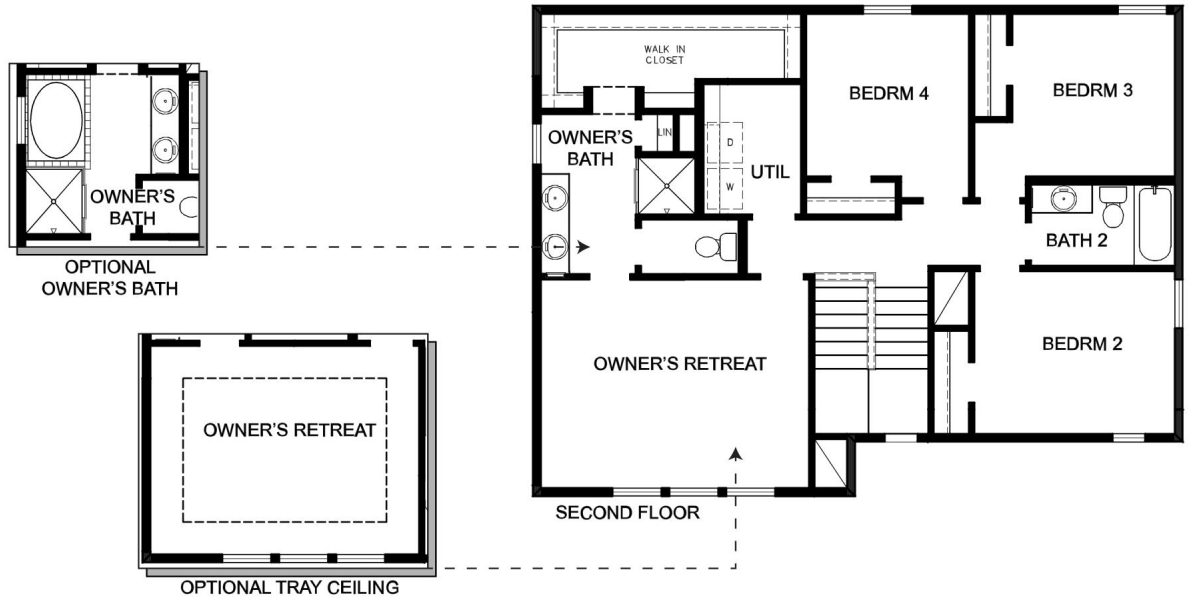 WALK IN
CLOSET
BEDRM 4
BEDRM 3
OWNER'S
BATH
LIN
D
W
UTIL
BATH 2
OWNER'S
BATH
OPTIONAL
OWNER'S BATH
OWNER'S RETREAT
BEDRM 2
SECOND FLOOR
OWNER'S RETREAT
OPTIONAL TRAY CEILING